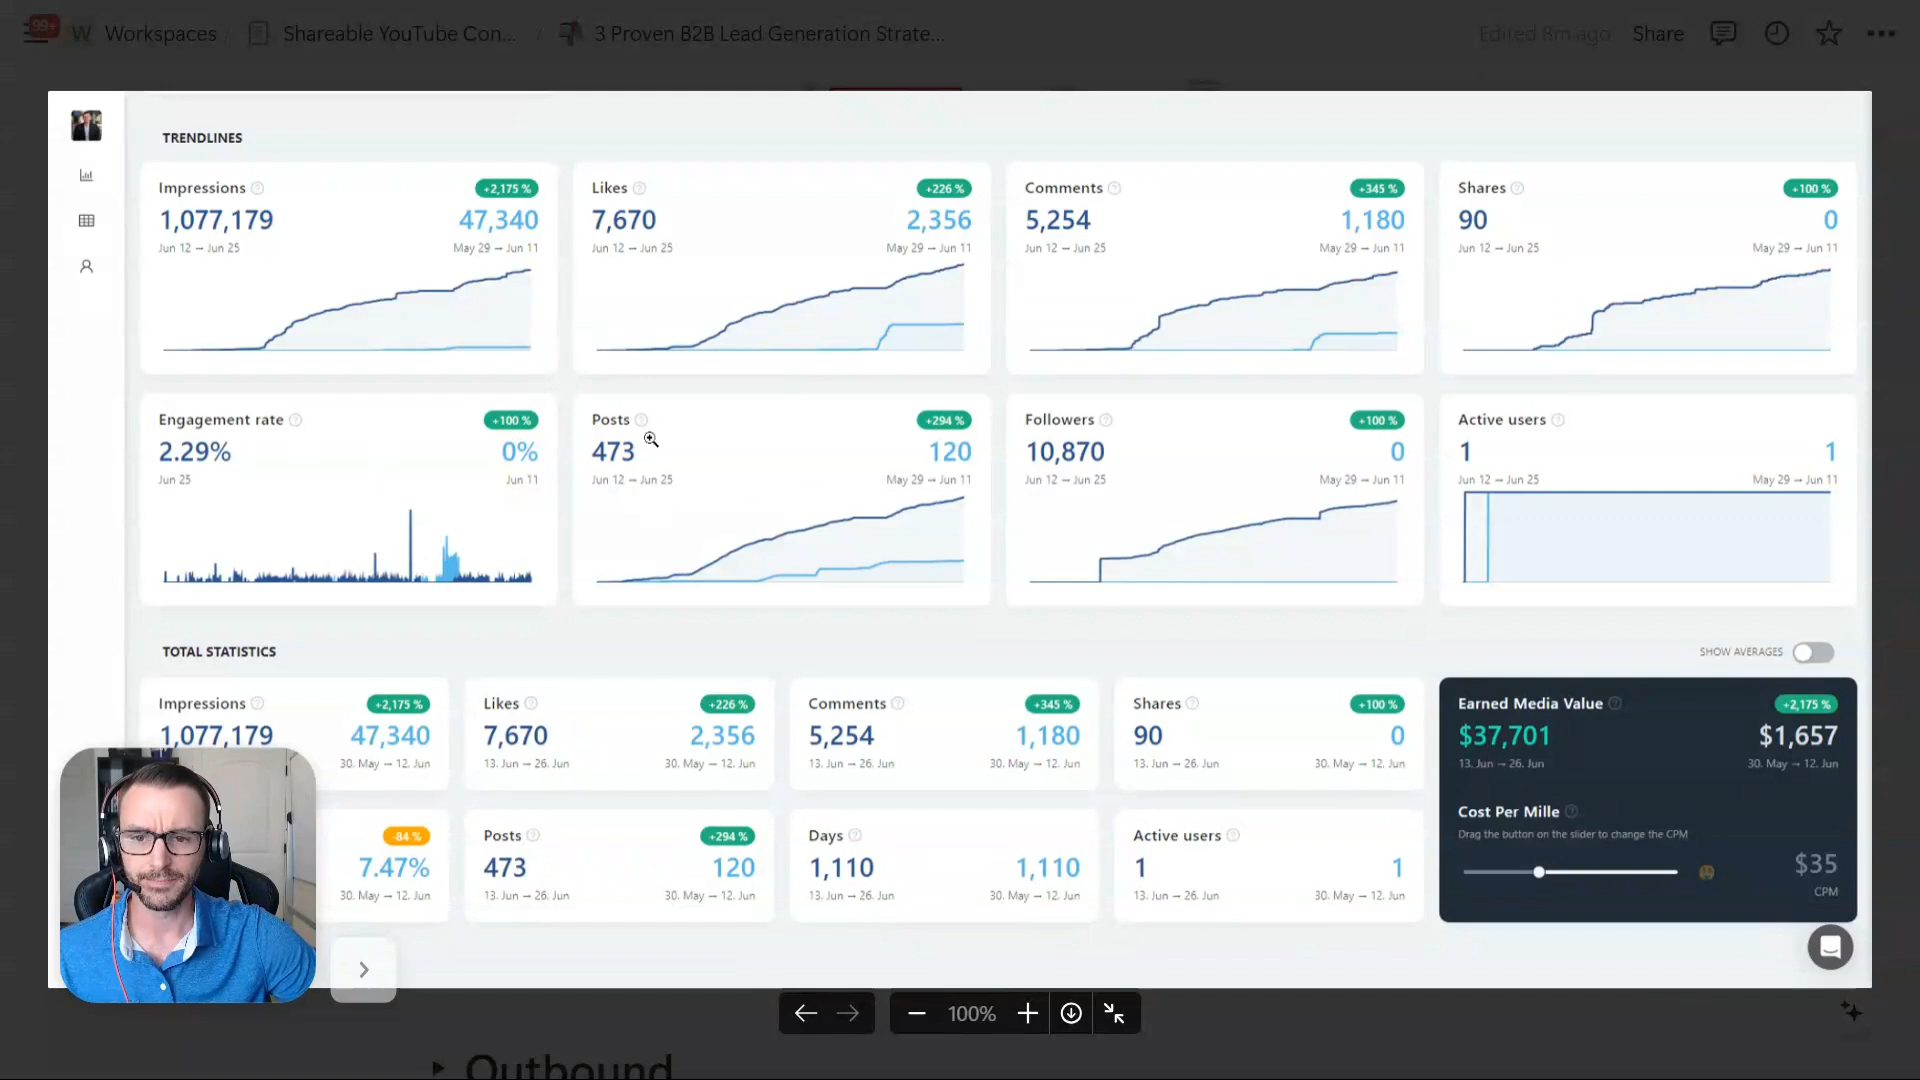 99+
W Workspaces / Shareable YouTube Con... / 3 Proven B2B Lead Generation Strate...
Edited 8m ago Share
TRENDLINES
Impressions +2,175 %
1,077,179 47,340
Jun 12 → Jun 25 May 29 → Jun 11
Likes +226 %
7,670 2,356
Jun 12 → Jun 25 May 29 → Jun 11
Comments +345 %
5,254 1,180
Jun 12 → Jun 25 May 29 → Jun 11
Shares +100 %
90 0
Jun 12 → Jun 25 May 29 → Jun 11
Engagement rate +100 %
2.29% 0%
Jun 25 Jun 11
Posts +294 %
473 120
Jun 12 → Jun 25 May 29 → Jun 11
Followers +100 %
10,870 0
Jun 12 → Jun 25 May 29 → Jun 11
Active users
1 1
Jun 12 → Jun 25 May 29 → Jun 11
TOTAL STATISTICS
SHOW AVERAGES
Impressions +2,175 %
1,077,179 47,340
30. May → 12. Jun
Likes +226 %
7,670 2,356
13. Jun → 26. Jun 30. May → 12. Jun
Comments +345 %
5,254 1,180
13. Jun → 26. Jun 30. May → 12. Jun
Shares +100 %
90 0
13. Jun → 26. Jun 30. May → 12. Jun
Earned Media Value +2,175 %
$37,701 $1,657
13. Jun → 26. Jun 30. May → 12. Jun
Cost Per Mille
Drag the button on the slider to change the CPM
$35
CPM
-84 %
7.47%
30. May → 12. Jun
Posts +294 %
473 120
13. Jun → 26. Jun 30. May → 12. Jun
Days
1,110 1,110
13. Jun → 26. Jun 30. May → 12. Jun
Active users
1 1
13. Jun → 26. Jun 30. May → 12. Jun
100%
Outbound